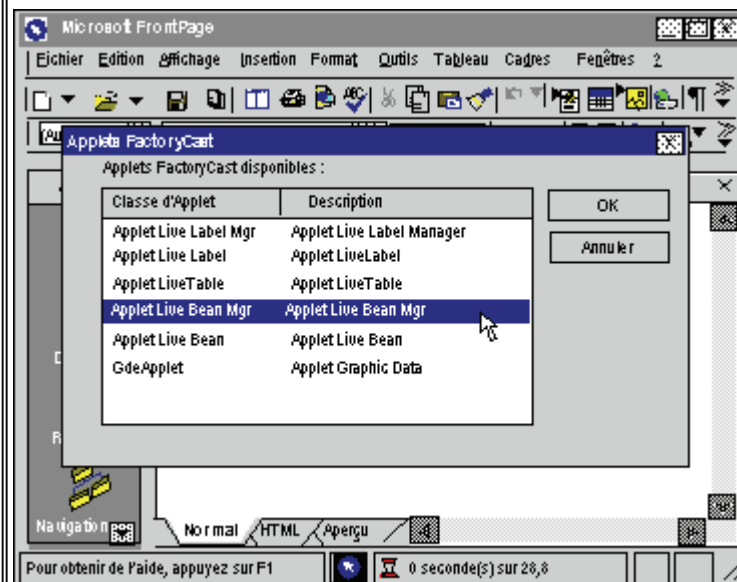 Microsoft FrontPage
Eichier Edition Affichage Insertion Format Outils Tableau Cadres Fenêtres ?
Applets FactoryCast
Applets FactoryCast disponibles :
Classe d'Applet Description
OK
Applet Live Label Mgr Applet Live Label Manager
Annuler
Applet Live Label Applet LiveLabel
Applet LiveTable Applet LiveTable
Applet Live Bean Mgr Applet Live Bean Mgr
Applet Live Bean Applet Live Bean
GdeApplet Applet Graphic Data
Navigation
Normal HTML Aperçu
Pour obtenir de l'aide, appuyez sur F1
0 seconde(s) sur 28,8